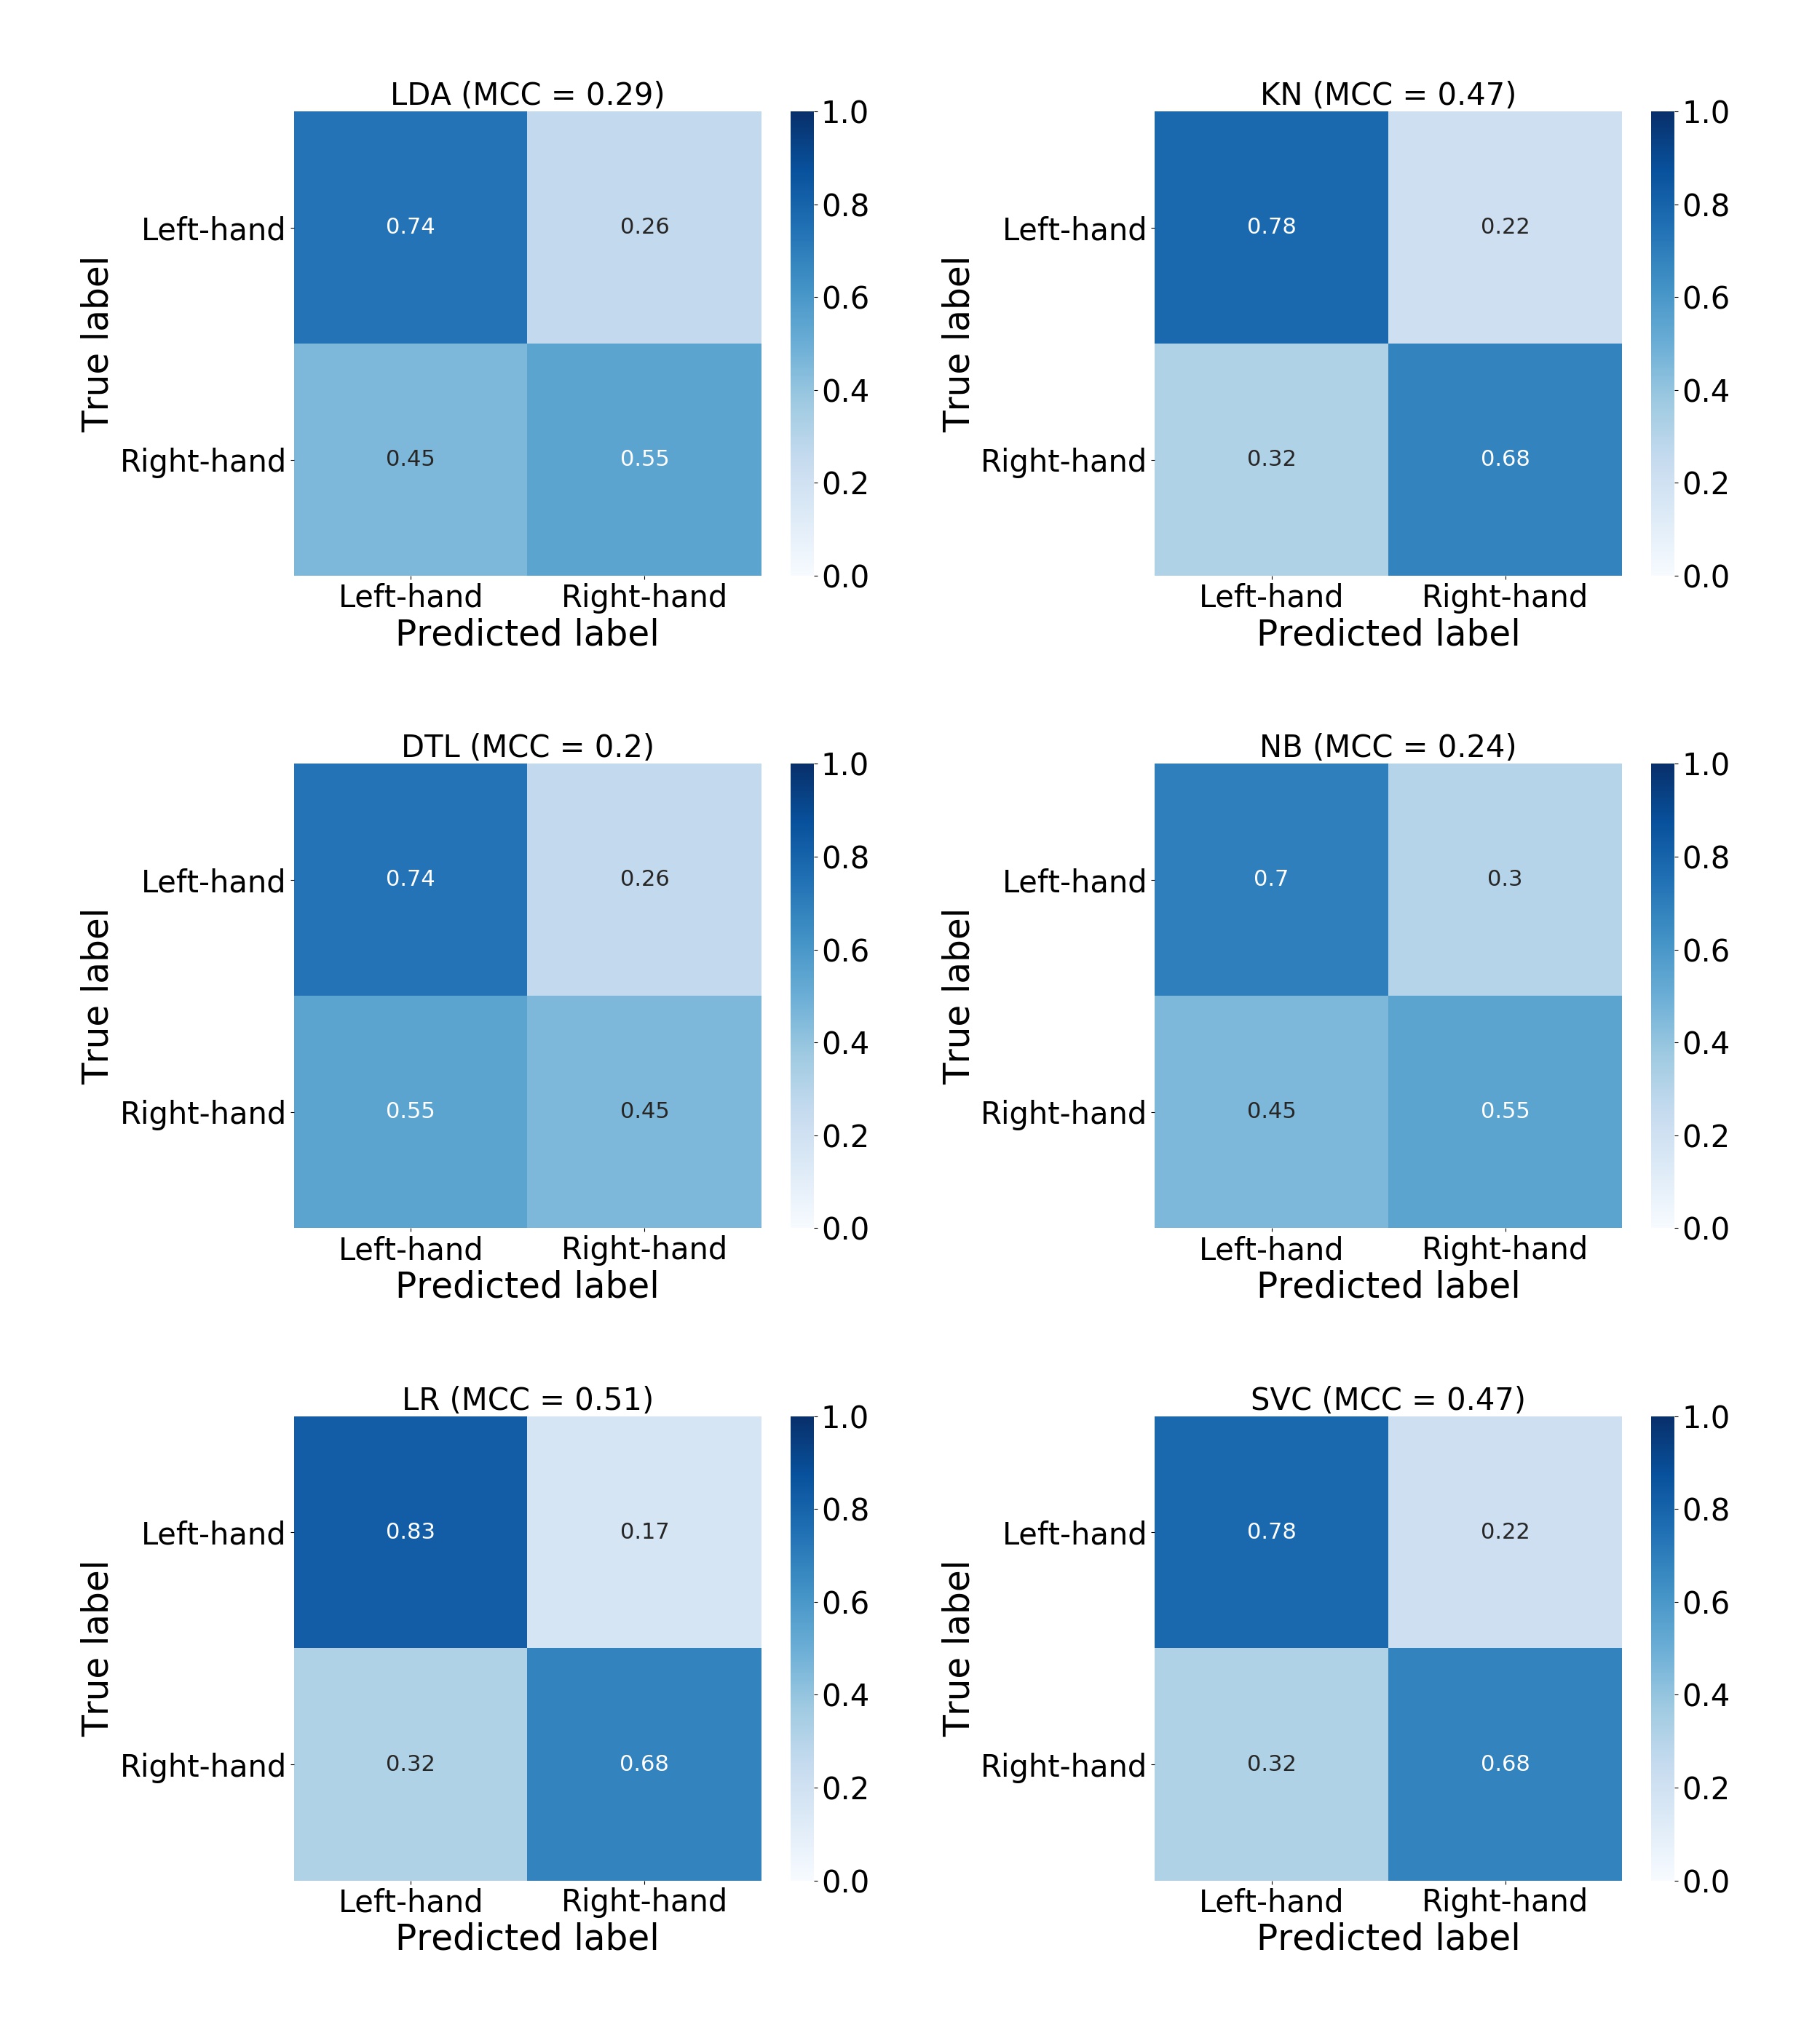 LDA (MCC = 0.29)
True label
Left-hand
0.74 0.26
Right-hand
0.45 0.55
Left-hand Right-hand
Predicted label
1.0
0.8
0.6
0.4
0.2
0.0
KN (MCC = 0.47)
True label
Left-hand
0.78 0.22
Right-hand
0.32 0.68
Left-hand Right-hand
Predicted label
1.0
0.8
0.6
0.4
0.2
0.0
DTL (MCC = 0.2)
True label
Left-hand
0.74 0.26
Right-hand
0.55 0.45
Left-hand Right-hand
Predicted label
1.0
0.8
0.6
0.4
0.2
0.0
NB (MCC = 0.24)
True label
Left-hand
0.7 0.3
Right-hand
0.45 0.55
Left-hand Right-hand
Predicted label
1.0
0.8
0.6
0.4
0.2
0.0
LR (MCC = 0.51)
True label
Left-hand
0.83 0.17
Right-hand
0.32 0.68
Left-hand Right-hand
Predicted label
1.0
0.8
0.6
0.4
0.2
0.0
SVC (MCC = 0.47)
True label
Left-hand
0.78 0.22
Right-hand
0.32 0.68
Left-hand Right-hand
Predicted label
1.0
0.8
0.6
0.4
0.2
0.0